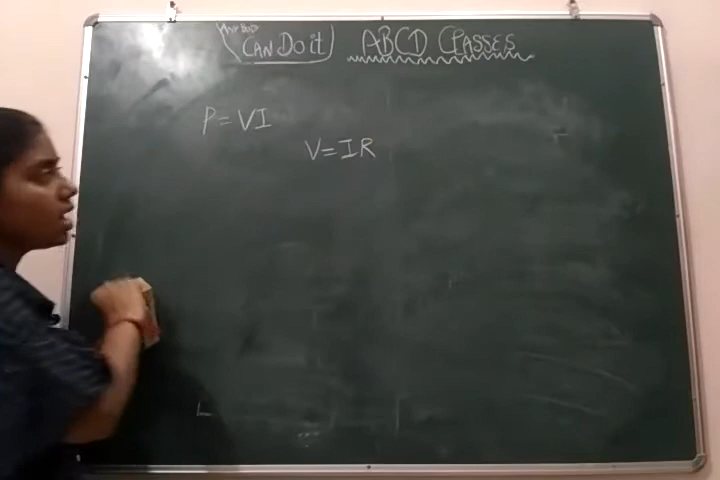 Anybody
CAN Do it
ABCD Classes
P = VI
V = IR